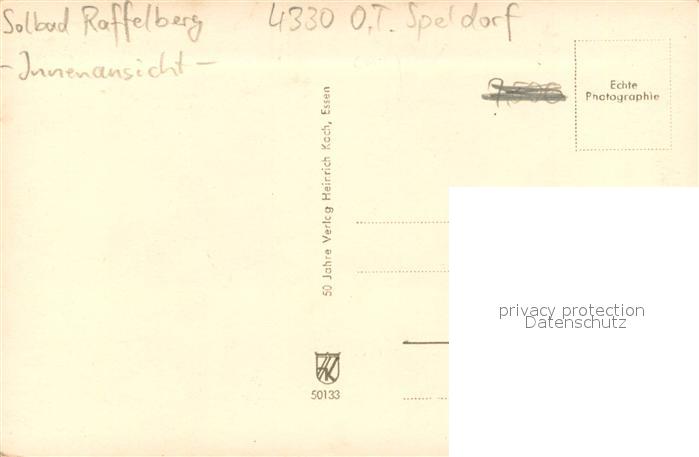 Solbad Raffelberg 4330 O.T. Speldorf
-Innenansicht-
Echte
Photographie
50 Jahre Verlag Heinrich Koch, Essen
50133
privacy protection
Datenschutz